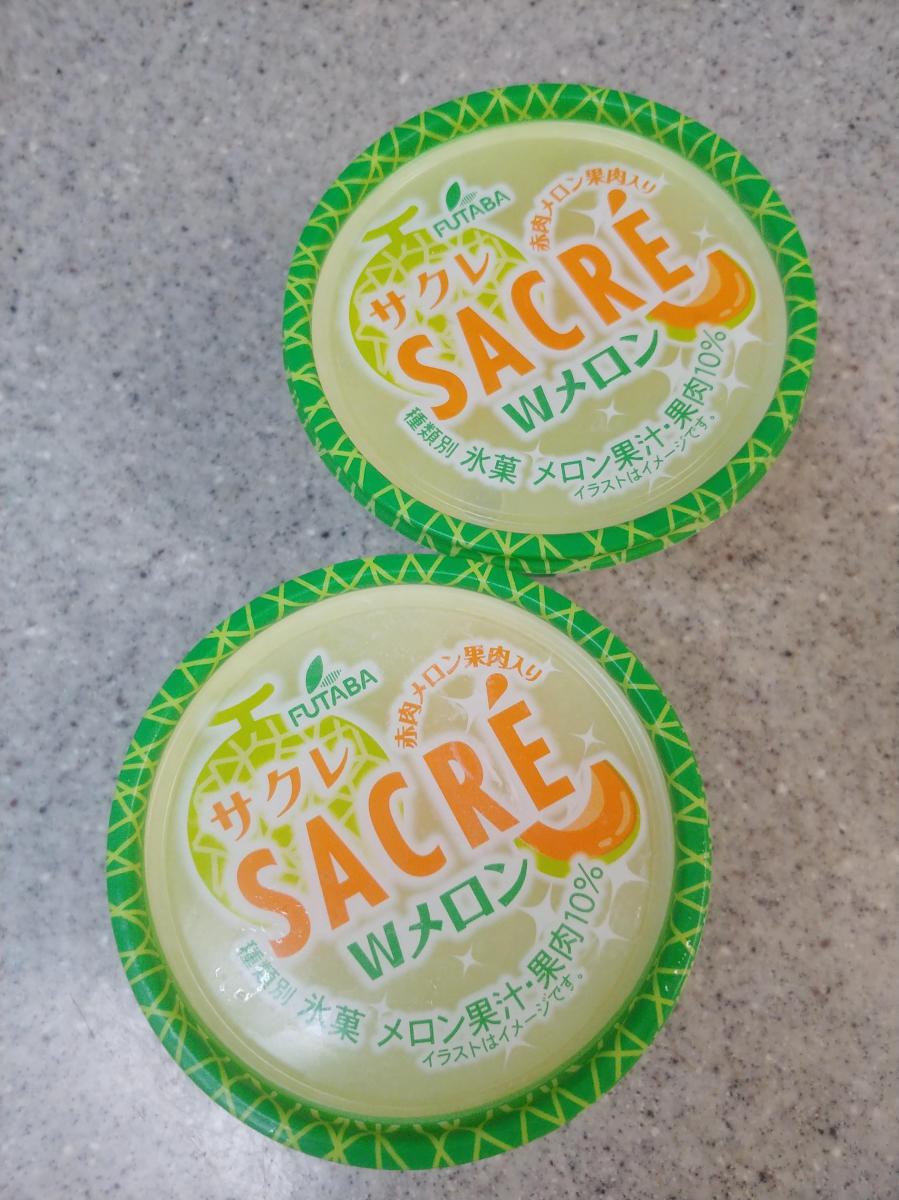 FUTABA
赤肉メロン果肉入り
サクレ
SACRÉ
Wメロン
種類別 氷菓 メロン果汁・果肉10%
イラストはイメージです。
FUTABA
赤肉メロン果肉入り
サクレ
SACRÉ
Wメロン
種類別 氷菓 メロン果汁・果肉10%
イラストはイメージです。